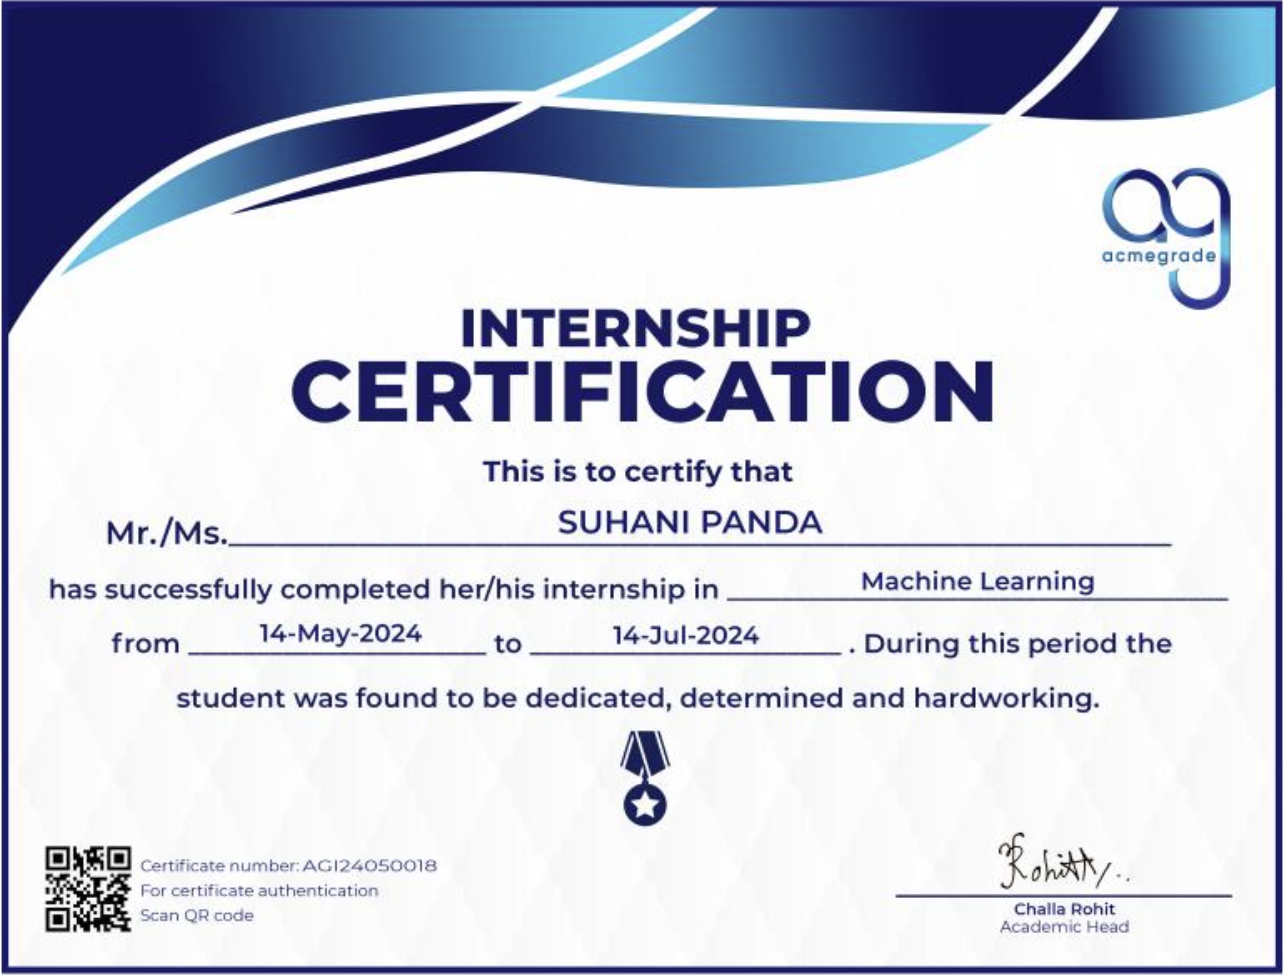 ag
acmegrade
INTERNSHIP
CERTIFICATION
This is to certify that
Mr./Ms. SUHANI PANDA
has successfully completed her/his internship in Machine Learning
from 14-May-2024 to 14-Jul-2024 . During this period the
student was found to be dedicated, determined and hardworking.
Certificate number: AGI24050018
For certificate authentication
Scan QR code
Rohith
Challa Rohit
Academic Head